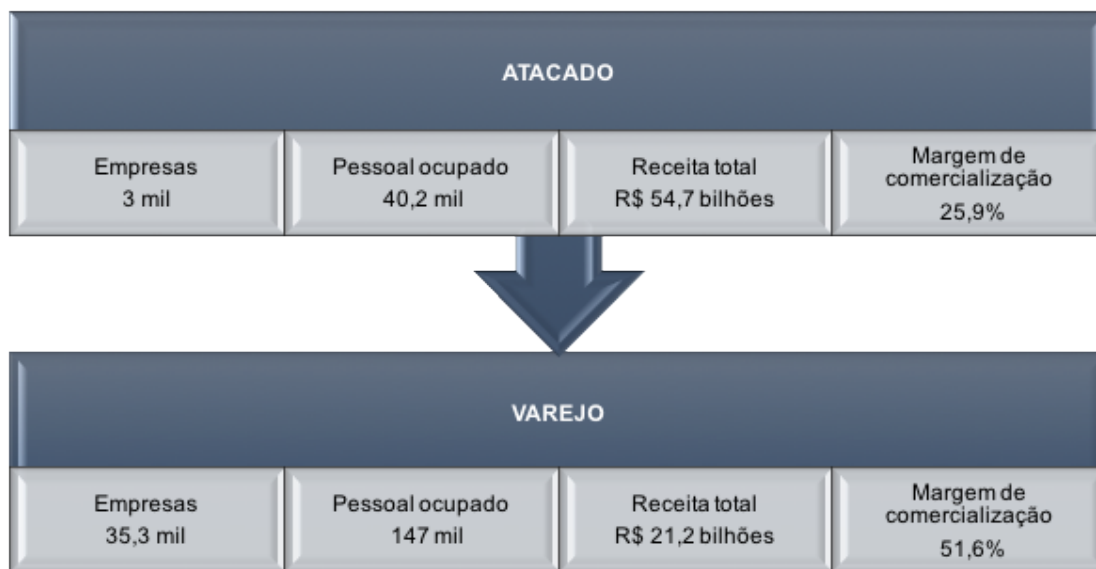 ATACADO
Empresas
3 mil
Pessoal ocupado
40,2 mil
Receita total
R$ 54,7 bilhões
Margem de
comercialização
25,9%
VAREJO
Empresas
35,3 mil
Pessoal ocupado
147 mil
Receita total
R$ 21,2 bilhões
Margem de
comercialização
51,6%